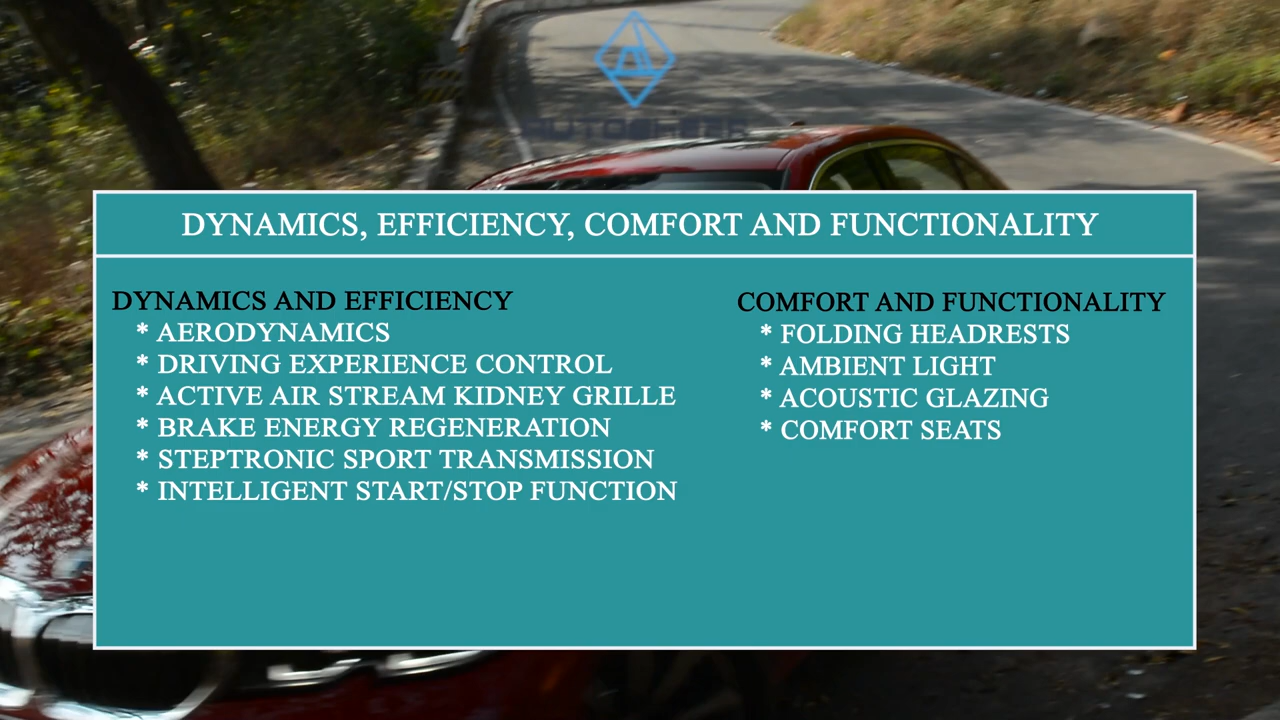 DYNAMICS, EFFICIENCY, COMFORT AND FUNCTIONALITY
DYNAMICS AND EFFICIENCY
* AERODYNAMICS
* DRIVING EXPERIENCE CONTROL
* ACTIVE AIR STREAM KIDNEY GRILLE
* BRAKE ENERGY REGENERATION
* STEPTRONIC SPORT TRANSMISSION
* INTELLIGENT START/STOP FUNCTION
COMFORT AND FUNCTIONALITY
* FOLDING HEADRESTS
* AMBIENT LIGHT
* ACOUSTIC GLAZING
* COMFORT SEATS